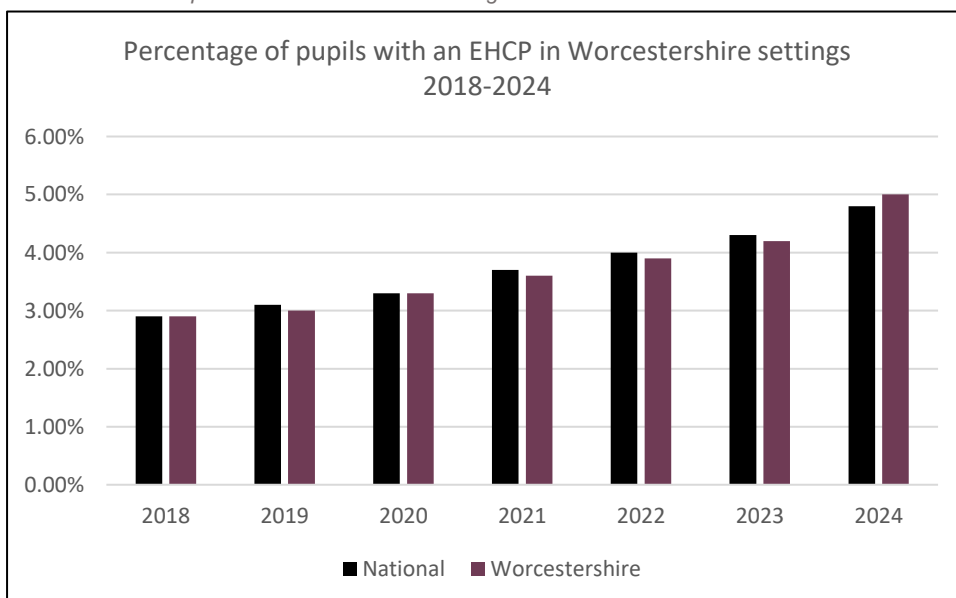 Percentage of pupils with an EHCP in Worcestershire settings
2018-2024
6.00%
5.00%
4.00%
3.00%
2.00%
1.00%
0.00%
2018 2019 2020 2021 2022 2023 2024
National Worcestershire